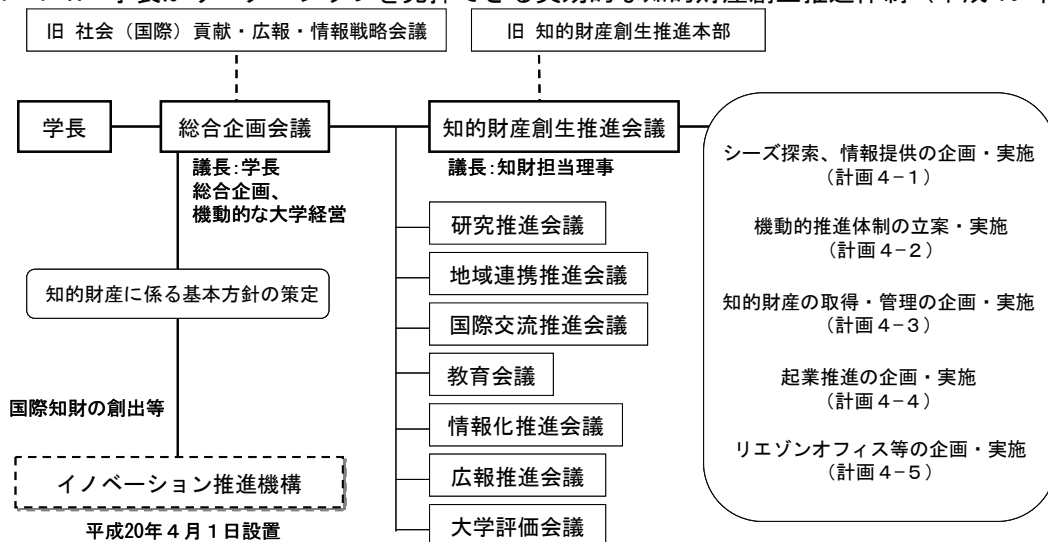 旧 社会（国際）貢献・広報・情報戦略会議
旧 知的財産創生推進本部
学長
総合企画会議
知的財産創生推進会議
議長：学長
総合企画、
機動的な大学経営
議長：知財担当理事
研究推進会議
地域連携推進会議
国際交流推進会議
教育会議
情報化推進会議
広報推進会議
大学評価会議
知的財産に係る基本方針の策定
国際知財の創出等
イノベーション推進機構
平成20年４月１日設置
シーズ探索、情報提供の企画・実施
（計画４−１）
機動的推進体制の立案・実施
（計画４−２）
知的財産の取得・管理の企画・実施
（計画４−３）
起業推進の企画・実施
（計画４−４）
リエゾンオフィス等の企画・実施
（計画４−５）